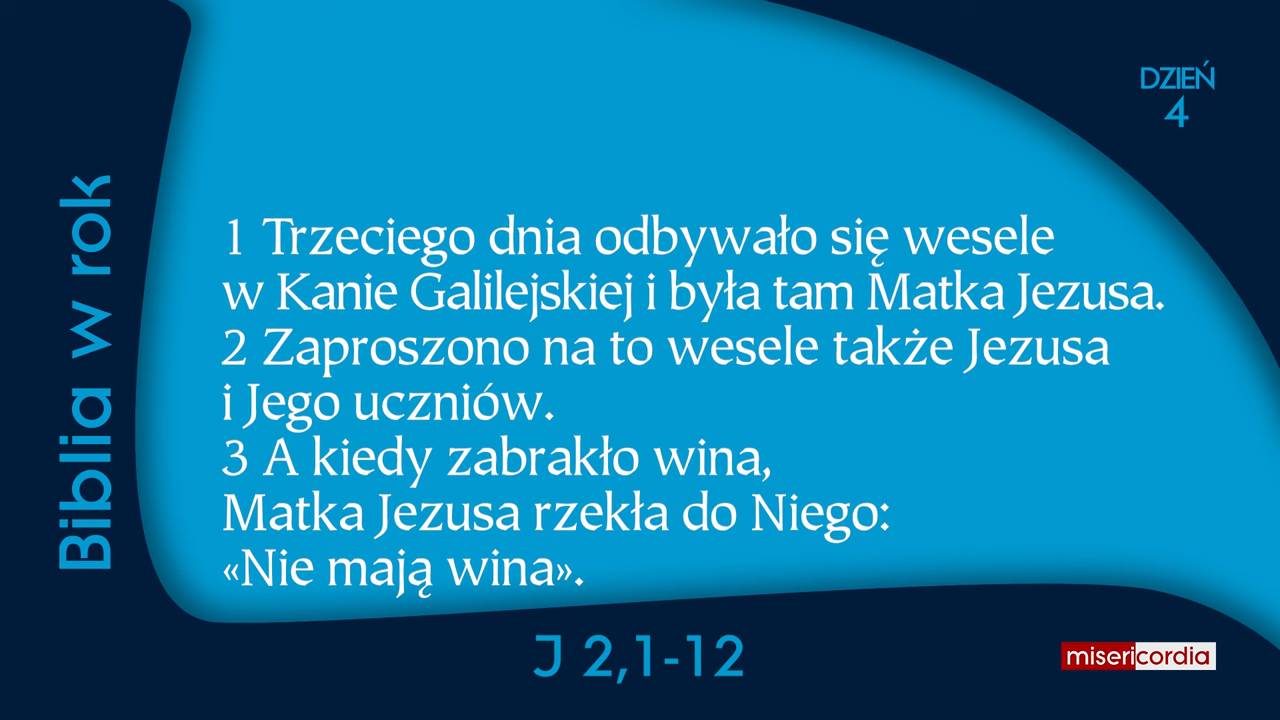 DZIEŃ
4
Biblia w rok
1 Trzeciego dnia odbywało się wesele
w Kanie Galilejskiej i była tam Matka Jezusa.
2 Zaproszono na to wesele także Jezusa
i Jego uczniów.
3 A kiedy zabrakło wina,
Matka Jezusa rzekła do Niego:
«Nie mają wina».
J 2,1-12
misericordia